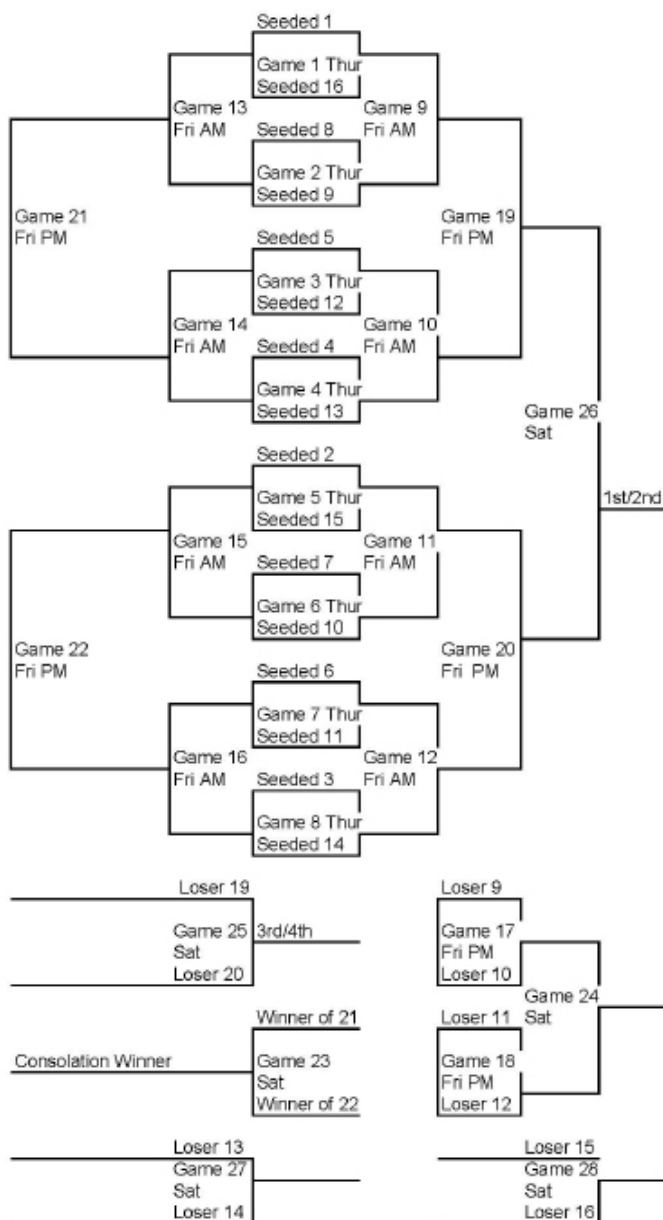 Seeded 1
Game 1 Thur
Seeded 16
Game 13
Fri AM
Game 9
Fri AM
Seeded 8
Game 2 Thur
Seeded 9
Game 21
Fri PM
Game 19
Fri PM
Seeded 5
Game 3 Thur
Seeded 12
Game 14
Fri AM
Game 10
Fri AM
Seeded 4
Game 4 Thur
Seeded 13
Game 26
Sat
Seeded 2
Game 5 Thur
Seeded 15
1st/2nd
Game 15
Fri AM
Game 11
Fri AM
Seeded 7
Game 6 Thur
Seeded 10
Game 22
Fri PM
Game 20
Fri PM
Seeded 6
Game 7 Thur
Seeded 11
Game 16
Fri AM
Game 12
Fri AM
Seeded 3
Game 8 Thur
Seeded 14
Loser 19
Game 25
Sat
Loser 20
3rd/4th
Loser 9
Game 17
Fri PM
Loser 10
Game 24
Sat
Winner of 21
Consolation Winner
Game 23
Sat
Winner of 22
Loser 11
Game 18
Fri PM
Loser 12
Loser 13
Game 27
Sat
Loser 14
Loser 15
Game 28
Sat
Loser 16